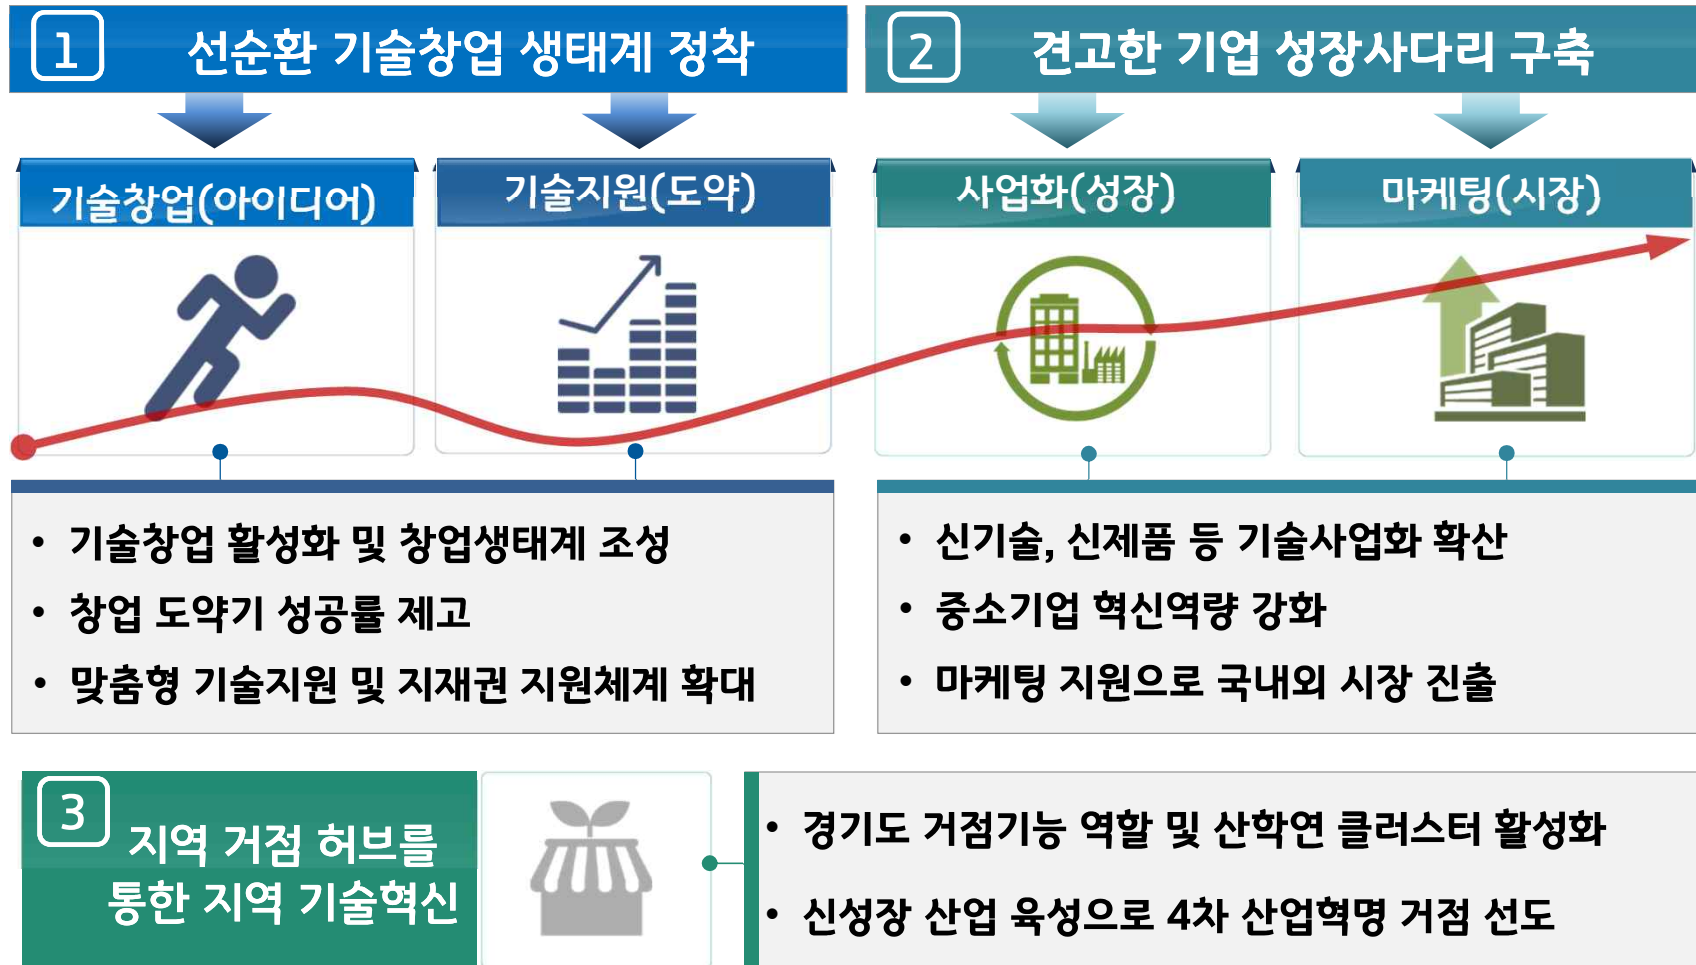 1 선순환 기술창업 생태계 정착
2 견고한 기업 성장사다리 구축
기술창업(아이디어)
기술지원(도약)
사업화(성장)
마케팅(시장)
• 기술창업 활성화 및 창업생태계 조성
• 창업 도약기 성공률 제고
• 맞춤형 기술지원 및 지재권 지원체계 확대
• 신기술, 신제품 등 기술사업화 확산
• 중소기업 혁신역량 강화
• 마케팅 지원으로 국내외 시장 진출
3 지역 거점 허브를
통한 지역 기술혁신
• 경기도 거점기능 역할 및 산학연 클러스터 활성화
• 신성장 산업 육성으로 4차 산업혁명 거점 선도